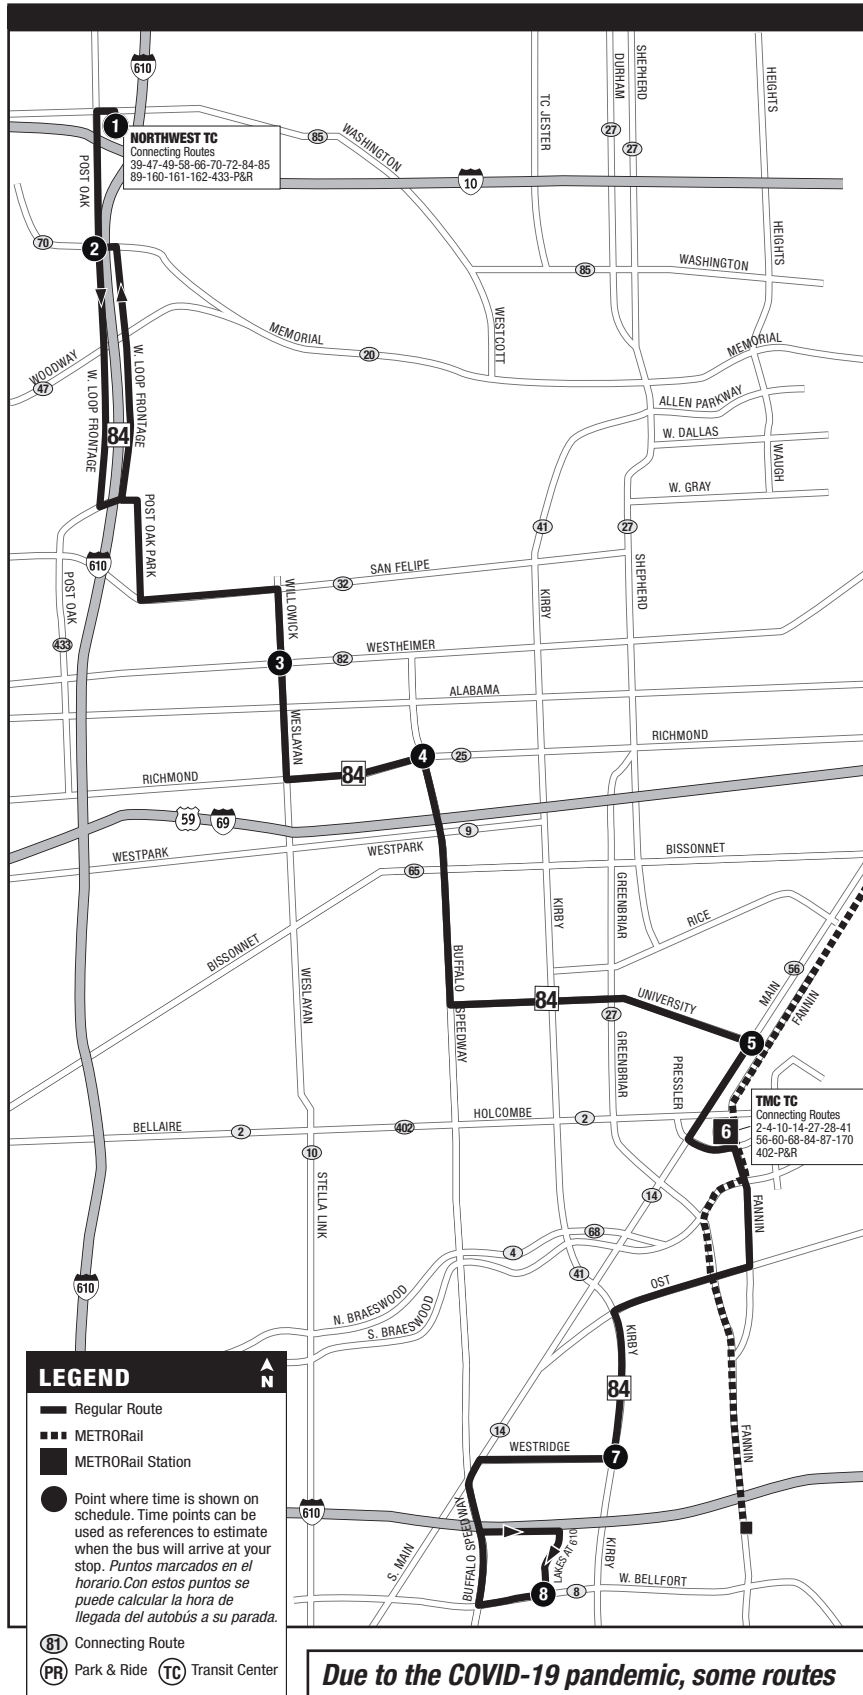 610
HEIGHTS
SHEPHERD
DURHAM
TC JESTER
27
27
1
NORTHWEST TC
Connecting Routes
39-47-49-58-66-70-72-84-85
89-160-161-162-433-P&R
85
WASHINGTON
10
POST OAK
70
2
HEIGHTS
WASHINGTON
85
WESTCOTT
MEMORIAL
20
MEMORIAL
WOODWAY
47
W. LOOP FRONTAGE
W. LOOP FRONTAGE
84
ALLEN PARKWAY
W. DALLAS
WAUGH
W. GRAY
POST OAK PARK
41
27
610
SAN FELIPE
32
POST OAK
WILLOWICK
KIRBY
SHEPHERD
433
WESTHEIMER
3
82
ALABAMA
WESLAYAN
4
25
RICHMOND
RICHMOND
84
59
69
9
WESTPARK
WESTPARK
65
BISSONNET
GREENBRIAR
KIRBY
RICE
BISSONNET
BUFFALO
SPEEDWAY
56
WESLAYAN
MAIN
FANNIN
84
UNIVERSITY
27
5
GREENBRIAR
PRESSLER
TMC TC
Connecting Routes
2-4-10-14-27-28-41
56-60-68-84-87-170
402-P&R
6
HOLCOMBE
2
BELLAIRE
2
402
10
STELLA LINK
14
FANNIN
68
4
41
OST
610
N. BRAESWOOD
S. BRAESWOOD
KIRBY
84
14
WESTRIDGE
7
FANNIN
610
BUFFALO SPEEDWAY
S. MAIN
LAKES AT 610
KIRBY
8
8
W. BELLFORT
LEGEND
N
Regular Route
METRORail
METRORail Station
Point where time is shown on
schedule. Time points can be
used as references to estimate
when the bus will arrive at your
stop. Puntos marcados en el
horario.Con estos puntos se
puede calcular la hora de
llegada del autobús a su parada.
81 Connecting Route
PR Park & Ride TC Transit Center
Due to the COVID-19 pandemic, some routes